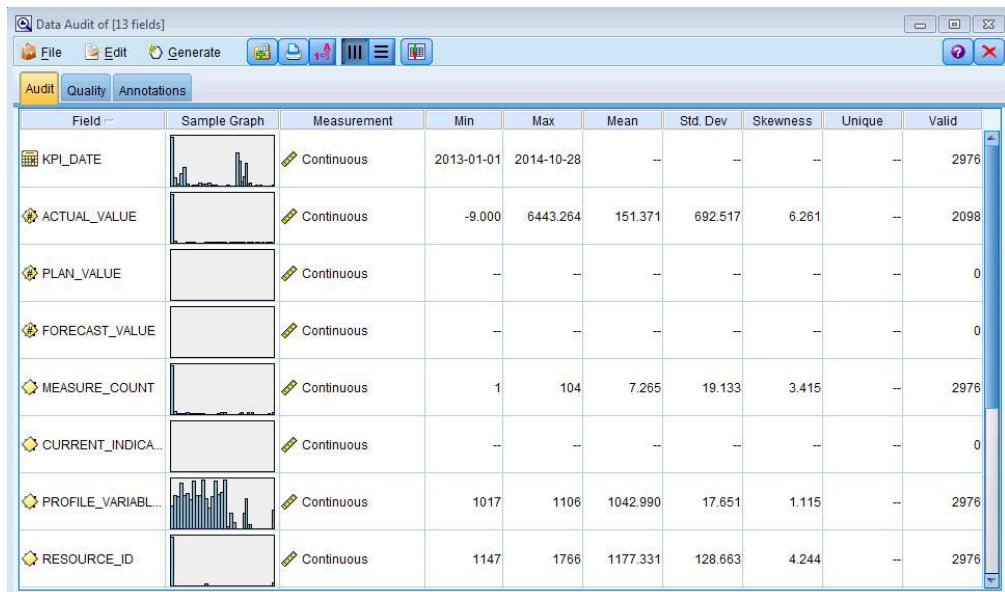 Data Audit of [13 fields]
File Edit Generate
Audit Quality Annotations
Field Sample Graph Measurement Min Max Mean Std. Dev Skewness Unique Valid
KPI_DATE Continuous 2013-01-01 2014-10-28 -- -- -- -- 2976
ACTUAL_VALUE Continuous -9.000 6443.264 151.371 692.517 6.261 -- 2098
PLAN_VALUE Continuous -- -- -- -- -- -- 0
FORECAST_VALUE Continuous -- -- -- -- -- -- 0
MEASURE_COUNT Continuous 1 104 7.265 19.133 3.415 -- 2976
CURRENT_INDICA... Continuous -- -- -- -- -- -- 0
PROFILE_VARIABL... Continuous 1017 1106 1042.990 17.651 1.115 -- 2976
RESOURCE_ID Continuous 1147 1766 1177.331 128.663 4.244 -- 2976